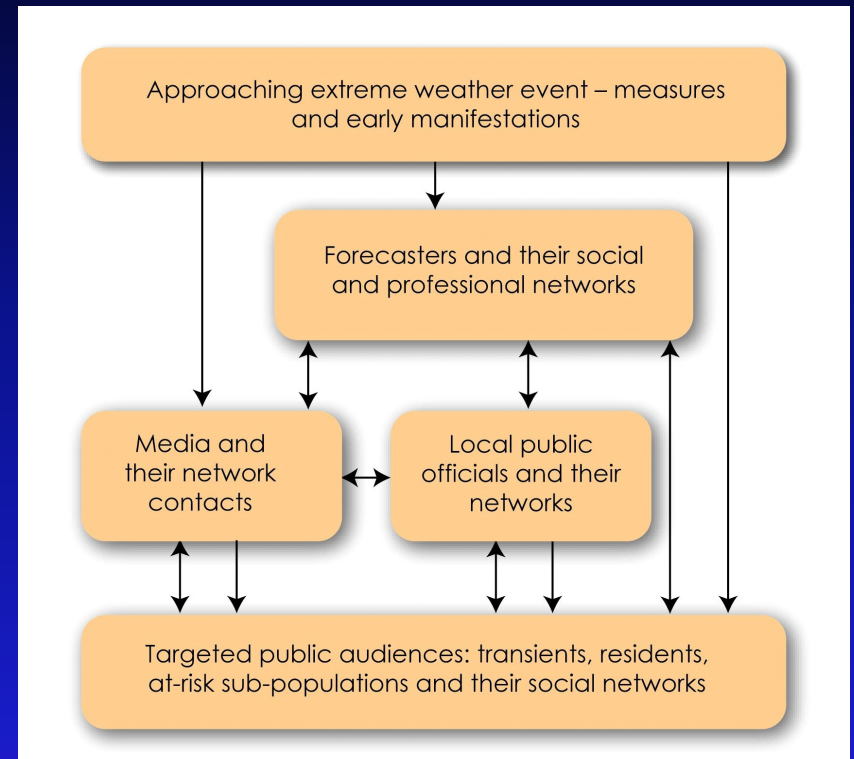 Approaching extreme weather event – measures
and early manifestations
Forecasters and their social
and professional networks
Media and
their network
contacts
Local public
officials and their
networks
Targeted public audiences: transients, residents,
at-risk sub-populations and their social networks